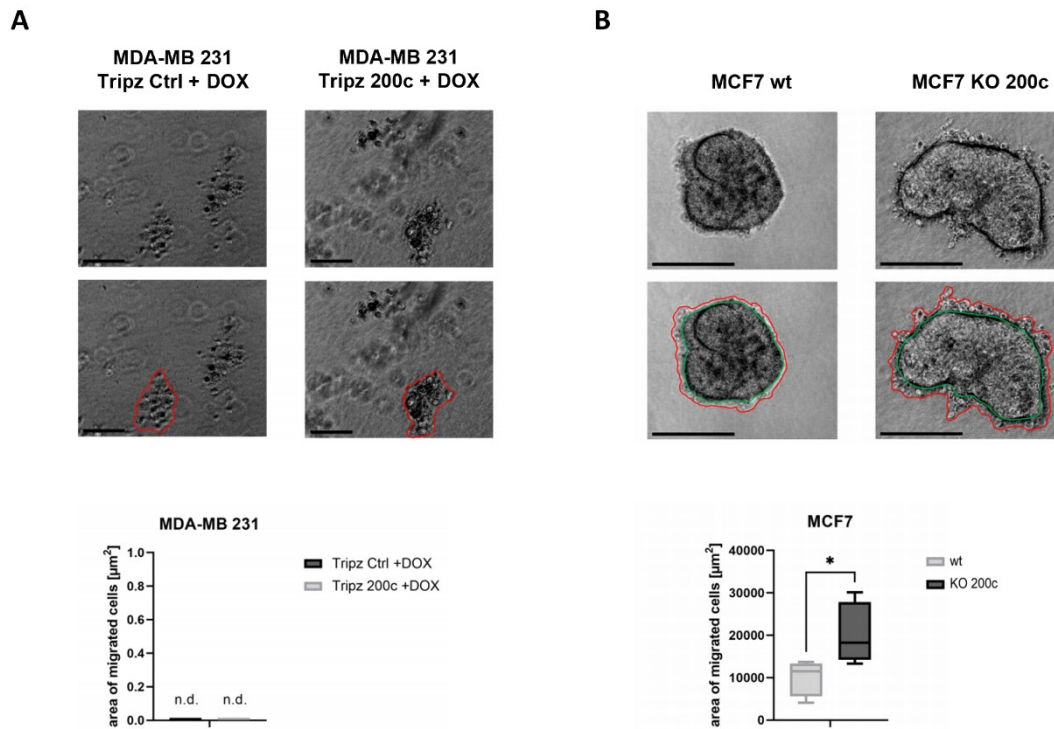 A
B
MDA-MB 231
Tripz Ctrl + DOX
MDA-MB 231
Tripz 200c + DOX
MCF7 wt
MCF7 KO 200c
MDA-MB 231
area of migrated cells [µm²]
1.0
0.8
0.6
0.4
0.2
0.0
n.d.
n.d.
Tripz Ctrl +DOX
Tripz 200c +DOX
MCF7
area of migrated cells [µm²]
40000
30000
20000
10000
0
*
wt
KO 200c